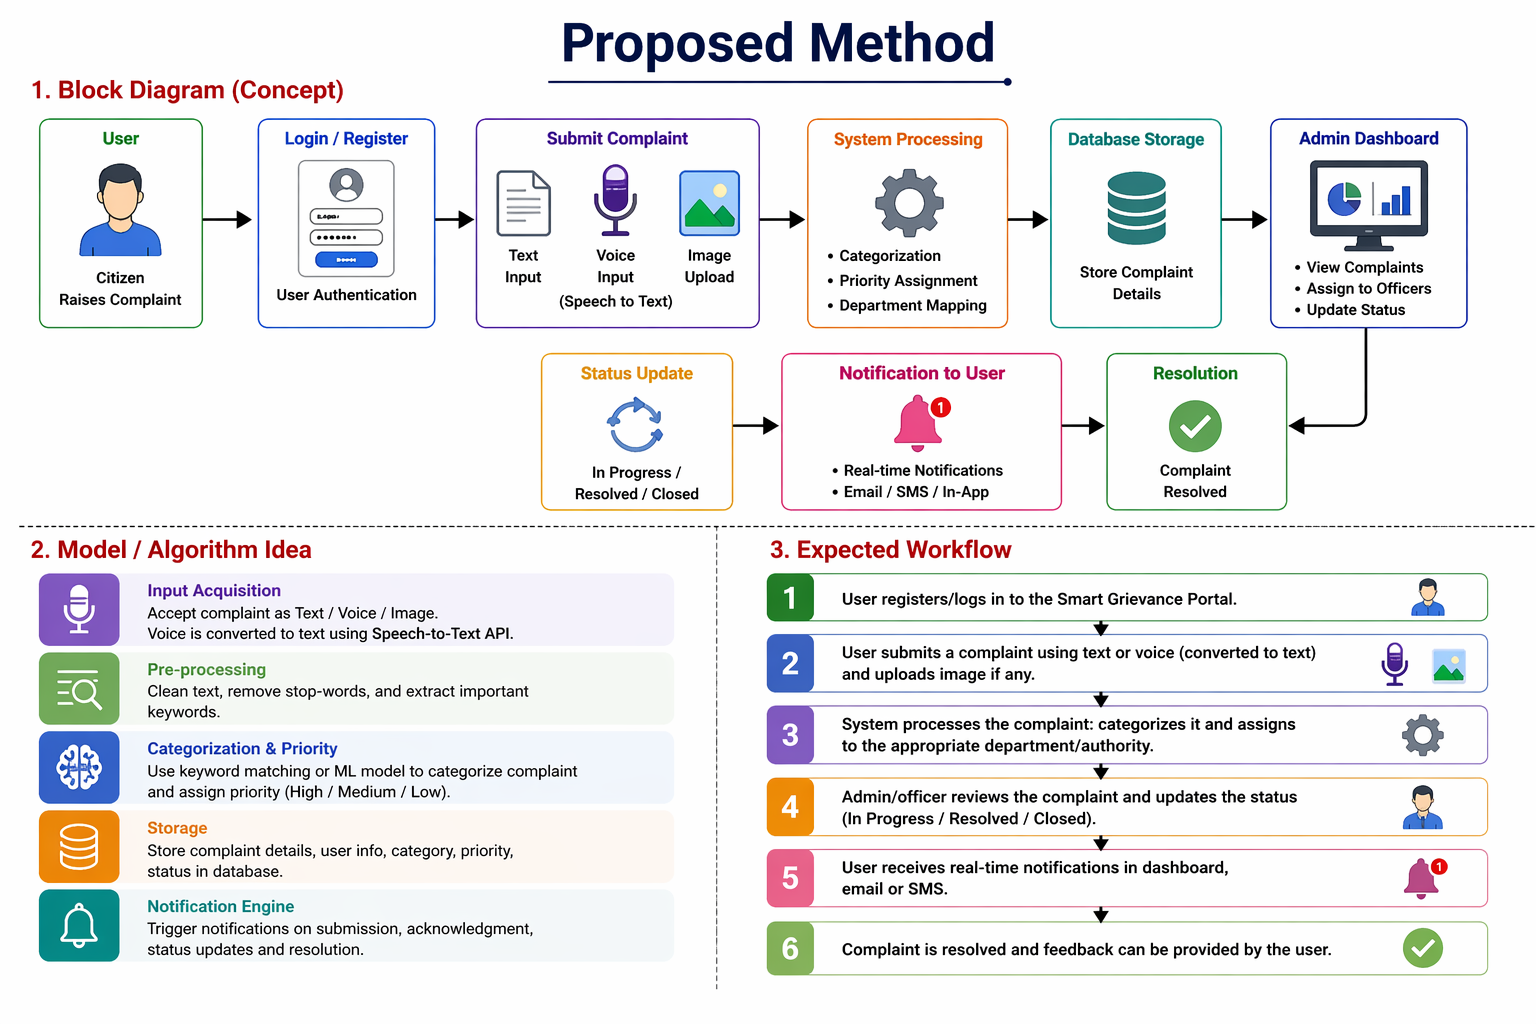 Proposed Method
1. Block Diagram (Concept)
User
Citizen
Raises Complaint
Login / Register
User Authentication
Submit Complaint
Text
Input
Voice
Input
(Speech to Text)
Image
Upload
System Processing
• Categorization
• Priority Assignment
• Department Mapping
Database Storage
Store Complaint
Details
Admin Dashboard
• View Complaints
• Assign to Officers
• Update Status
Status Update
In Progress /
Resolved / Closed
Notification to User
1
• Real-time Notifications
• Email / SMS / In-App
Resolution
Complaint
Resolved
2. Model / Algorithm Idea
Input Acquisition
Accept complaint as Text / Voice / Image.
Voice is converted to text using Speech-to-Text API.
Pre-processing
Clean text, remove stop-words, and extract important
keywords.
Categorization & Priority
Use keyword matching or ML model to categorize complaint
and assign priority (High / Medium / Low).
Storage
Store complaint details, user info, category, priority,
status in database.
Notification Engine
Trigger notifications on submission, acknowledgment,
status updates and resolution.
3. Expected Workflow
1
User registers/logs in to the Smart Grievance Portal.
2
User submits a complaint using text or voice (converted to text)
and uploads image if any.
3
System processes the complaint: categorizes it and assigns
to the appropriate department/authority.
4
Admin/officer reviews the complaint and updates the status
(In Progress / Resolved / Closed).
5
User receives real-time notifications in dashboard,
email or SMS.
1
6
Complaint is resolved and feedback can be provided by the user.